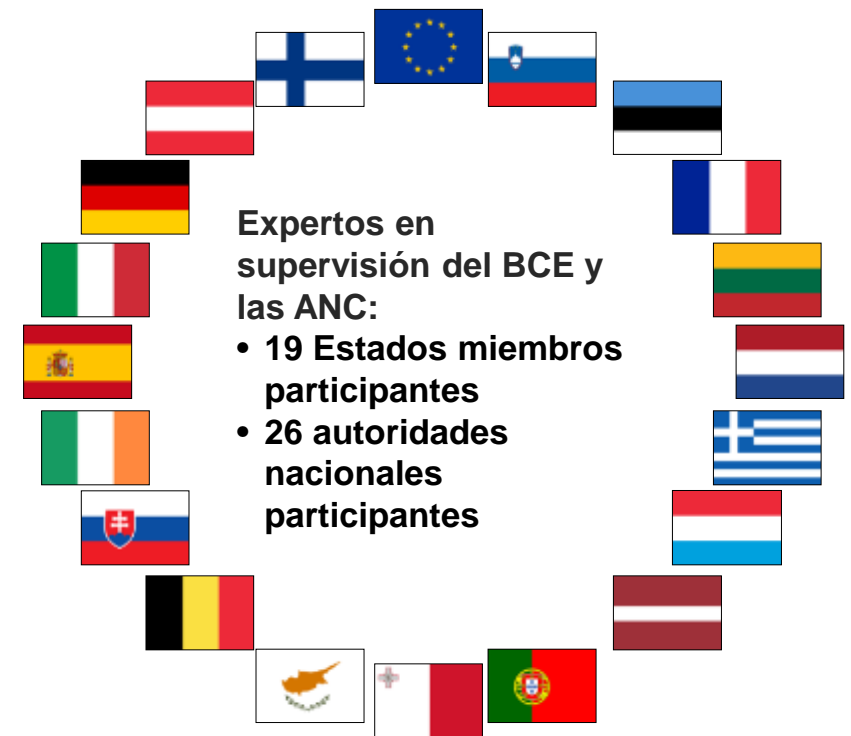 Expertos en
supervisión del BCE y
las ANC:
• 19 Estados miembros
participantes
• 26 autoridades
nacionales
participantes